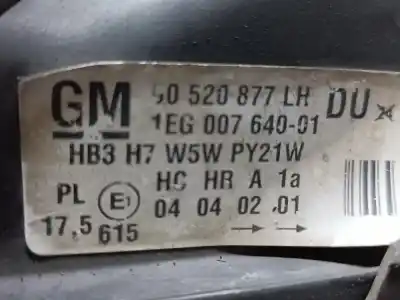 GM 90 520 877 LH DU
1EG 007 640-01
HB3 H7 W5W PY21W
PL E1 HC HR A 1a
17,5 615 04 04 02 01
→ →